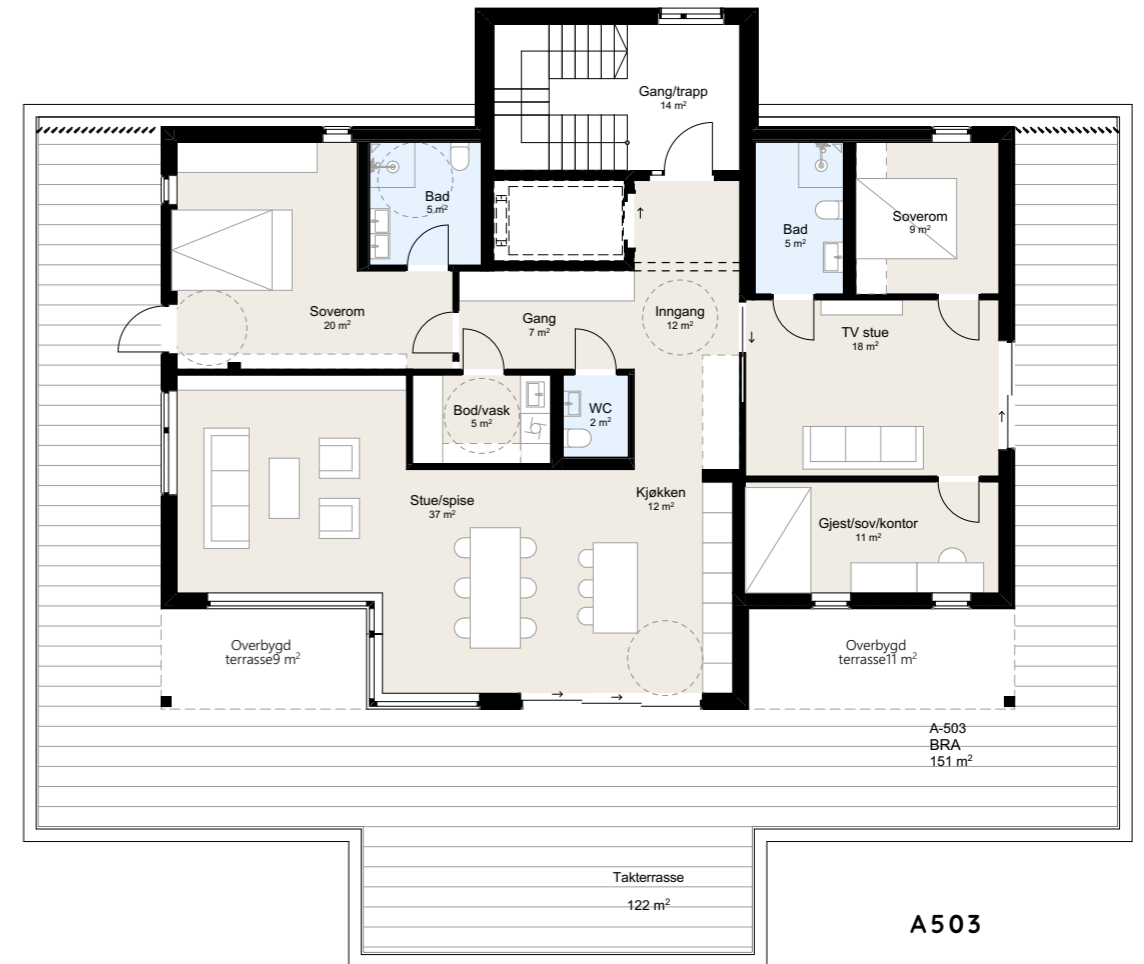 Gang/trapp
14 m²
Bad
5 m²
Bad
5 m²
Soverom
9 m²
Soverom
20 m²
Gang
7 m²
Inngang
12 m²
TV stue
18 m²
Bod/vask
5 m²
WC
2 m²
Stue/spise
37 m²
Kjøkken
12 m²
Gjest/sov/kontor
11 m²
Overbygd
terrasse9 m²
Overbygd
terrasse11 m²
A-503
BRA
151 m²
Takterrasse
122 m²
A503